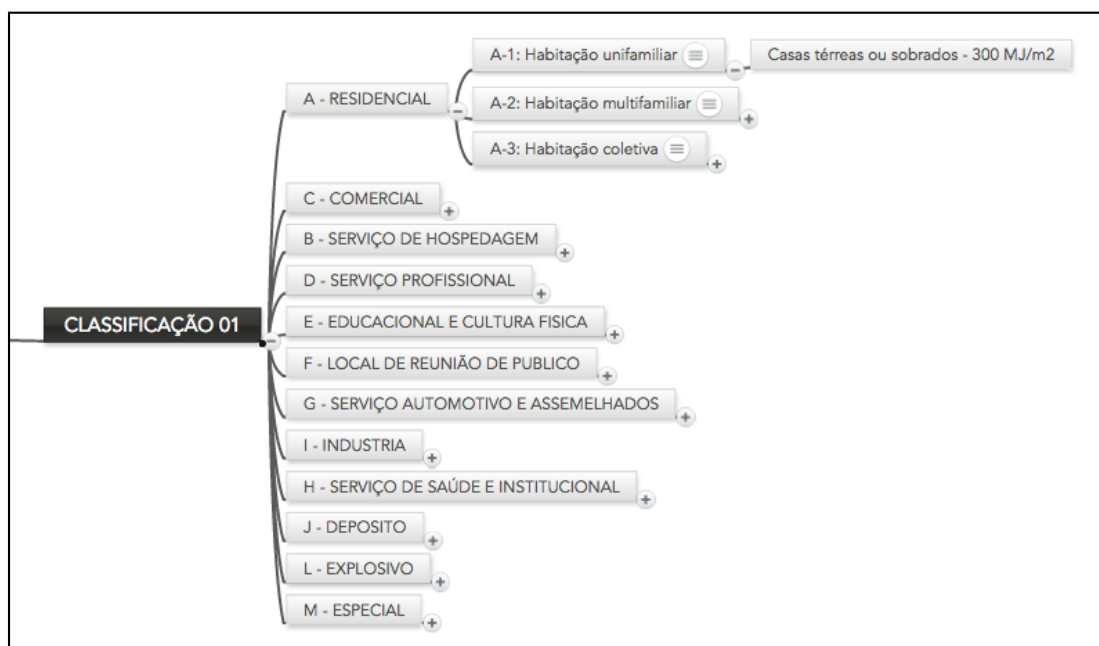 A-1: Habitação unifamiliar
Casas térreas ou sobrados - 300 MJ/m2
A - RESIDENCIAL
A-2: Habitação multifamiliar
A-3: Habitação coletiva
C - COMERCIAL
B - SERVIÇO DE HOSPEDAGEM
D - SERVIÇO PROFISSIONAL
CLASSIFICAÇÃO 01
E - EDUCACIONAL E CULTURA FISICA
F - LOCAL DE REUNIÃO DE PUBLICO
G - SERVIÇO AUTOMOTIVO E ASSEMELHADOS
I - INDUSTRIA
H - SERVIÇO DE SAÚDE E INSTITUCIONAL
J - DEPOSITO
L - EXPLOSIVO
M - ESPECIAL